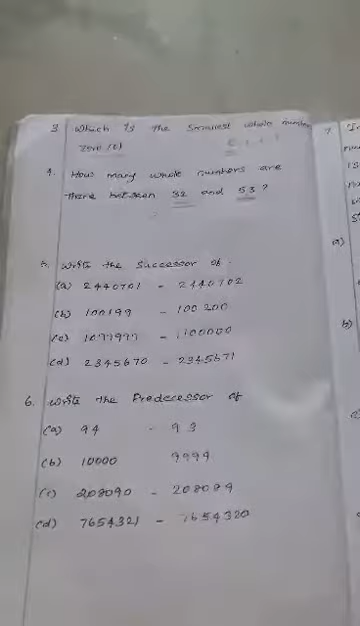 3. Which is the smallest whole number
zero (0)
4. How many whole numbers are
there between 32 and 53?
5. Write the Successor of
(a) 2440701 - 2440702
(b) 100199 - 100200
(c) 1099999 - 1100000
(d) 2345670 - 2345671
6. Write the Predecessor of
(a) 94 - 93
(b) 10000 9999
(c) 208090 - 208089
(d) 7654321 - 7654320
7.
a)
b)